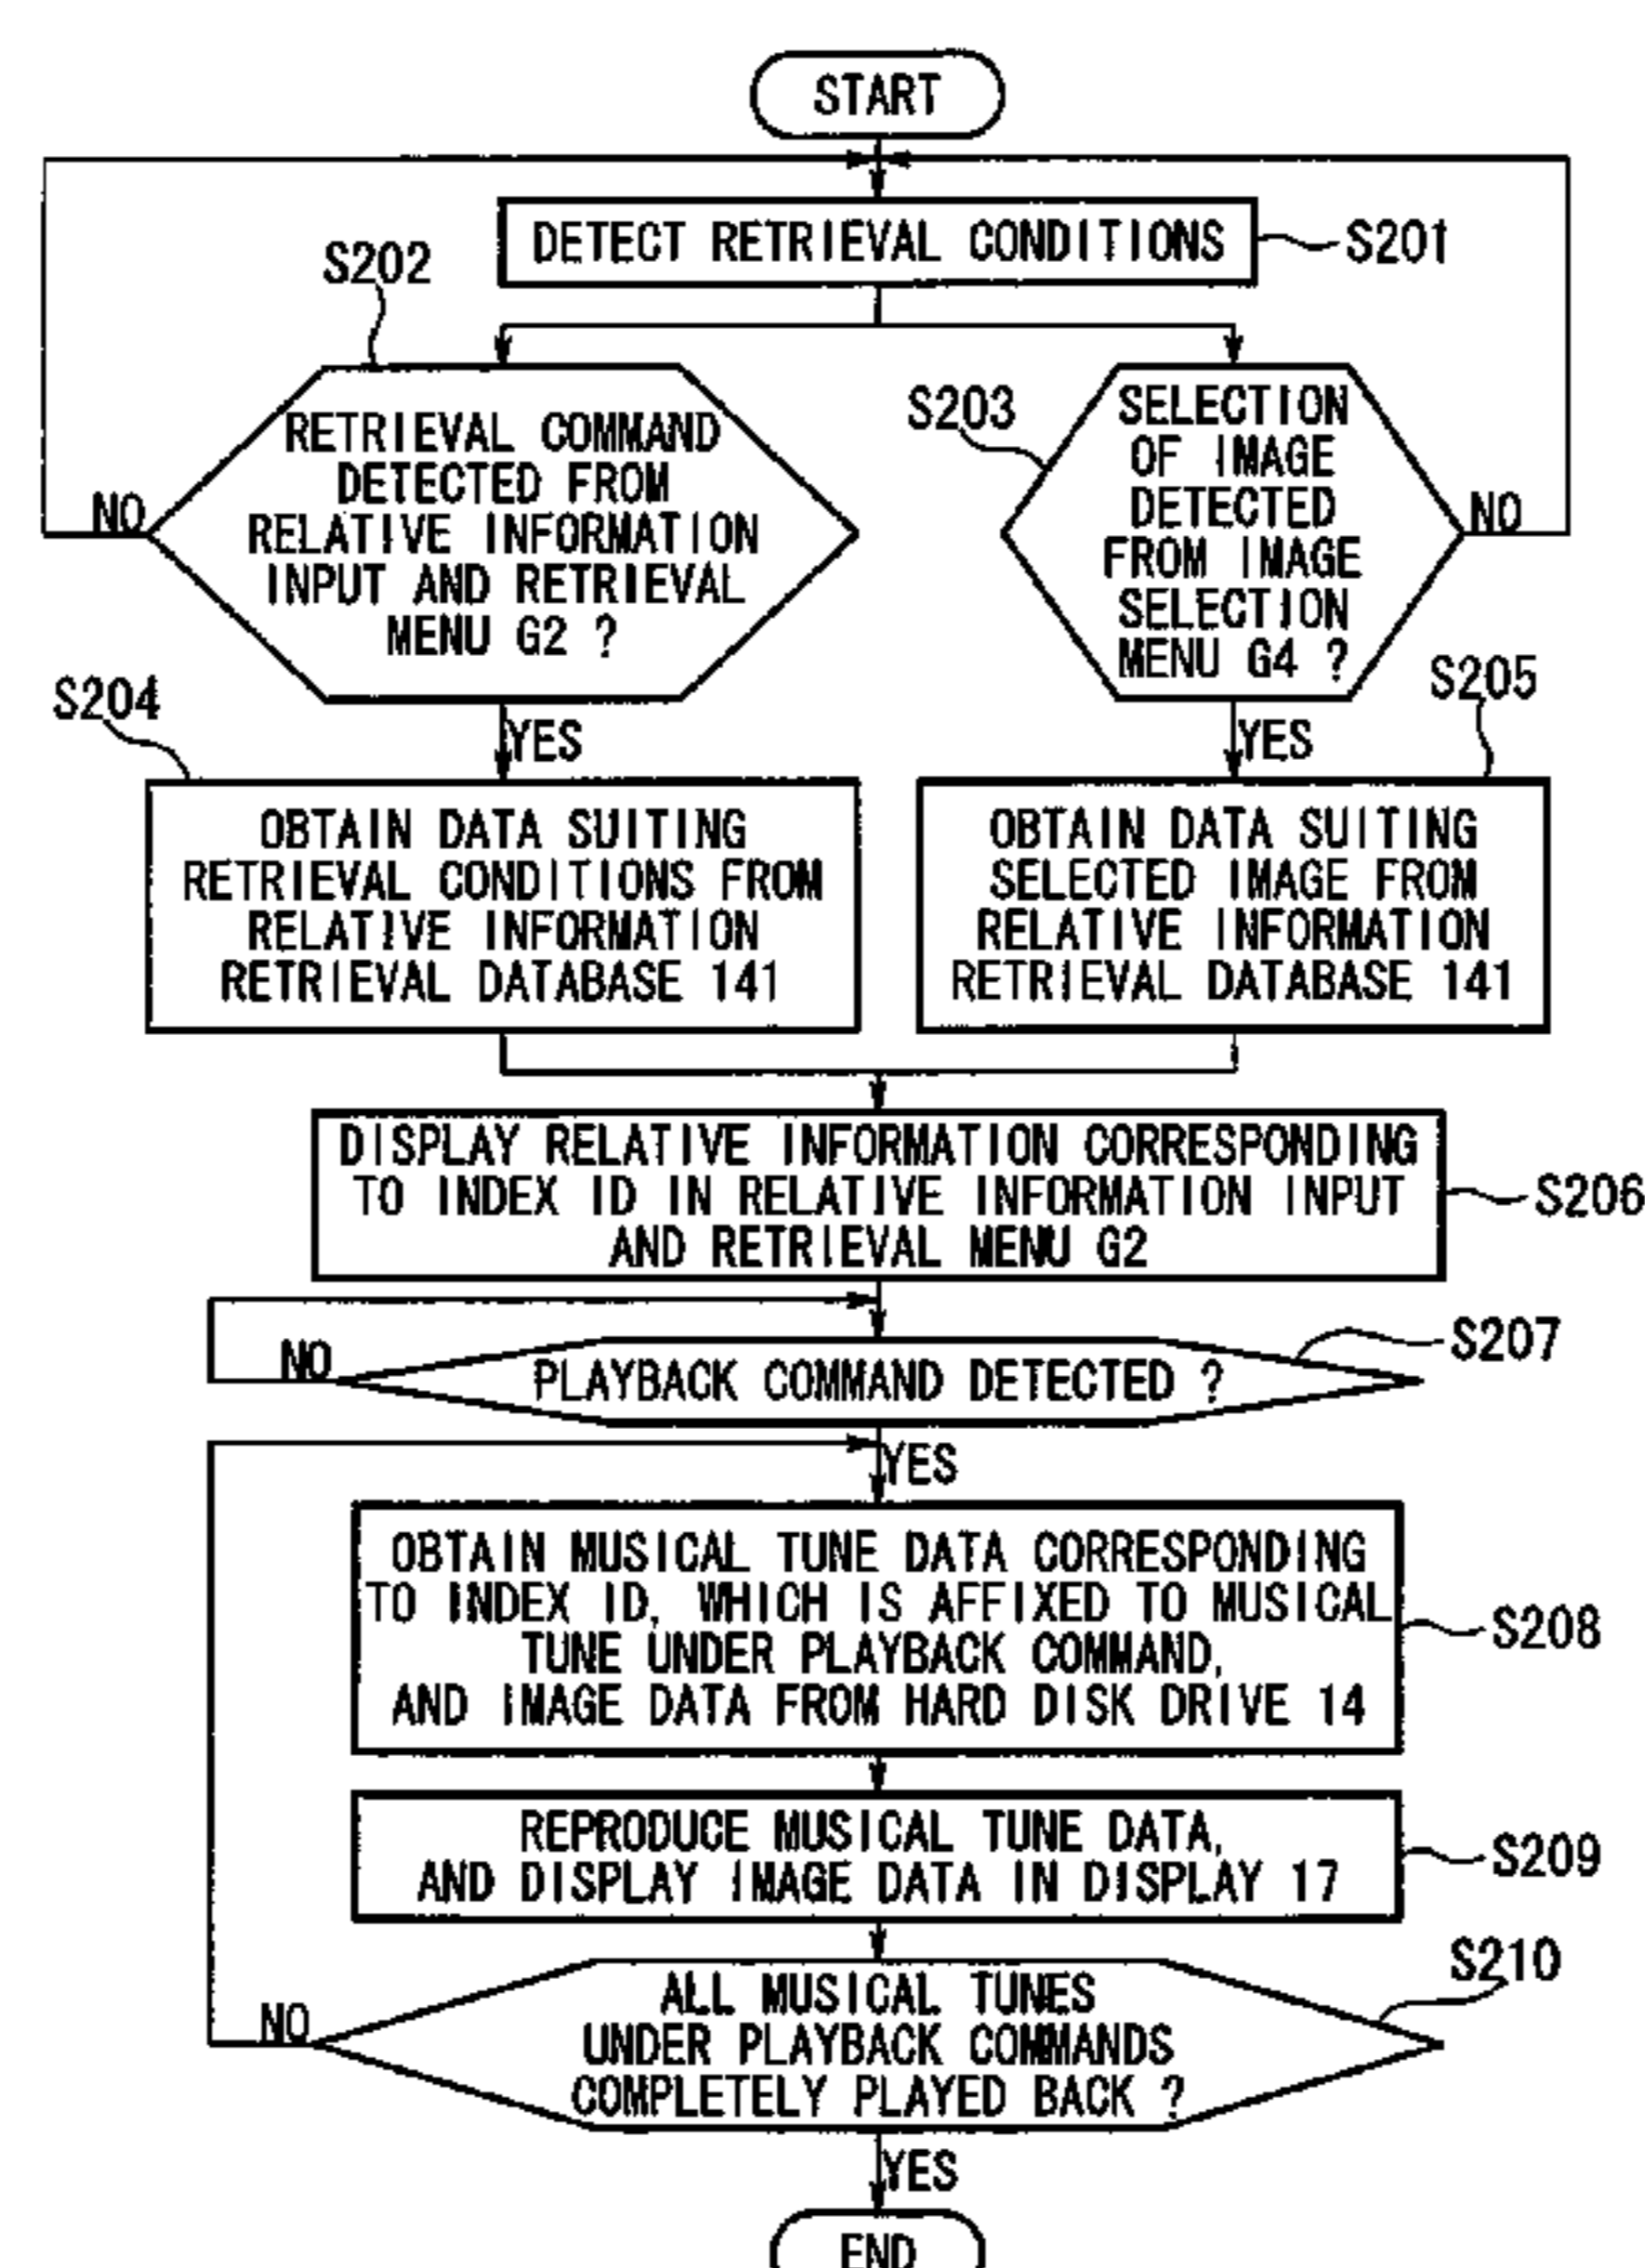 START
DETECT RETRIEVAL CONDITIONS
S201
S202
RETRIEVAL COMMAND
DETECTED FROM
RELATIVE INFORMATION
INPUT AND RETRIEVAL
MENU G2 ?
NO
S203
SELECTION
OF IMAGE
DETECTED
FROM IMAGE
SELECTION
MENU G4 ?
NO
S204
YES
OBTAIN DATA SUITING
RETRIEVAL CONDITIONS FROM
RELATIVE INFORMATION
RETRIEVAL DATABASE 141
S205
YES
OBTAIN DATA SUITING
SELECTED IMAGE FROM
RELATIVE INFORMATION
RETRIEVAL DATABASE 141
DISPLAY RELATIVE INFORMATION CORRESPONDING
TO INDEX ID IN RELATIVE INFORMATION INPUT
AND RETRIEVAL MENU G2
S206
NO
PLAYBACK COMMAND DETECTED ?
S207
YES
OBTAIN MUSICAL TUNE DATA CORRESPONDING
TO INDEX ID, WHICH IS AFFIXED TO MUSICAL
TUNE UNDER PLAYBACK COMMAND,
AND IMAGE DATA FROM HARD DISK DRIVE 14
S208
REPRODUCE MUSICAL TUNE DATA,
AND DISPLAY IMAGE DATA IN DISPLAY 17
S209
NO
ALL MUSICAL TUNES
UNDER PLAYBACK COMMANDS
COMPLETELY PLAYED BACK ?
S210
YES
END